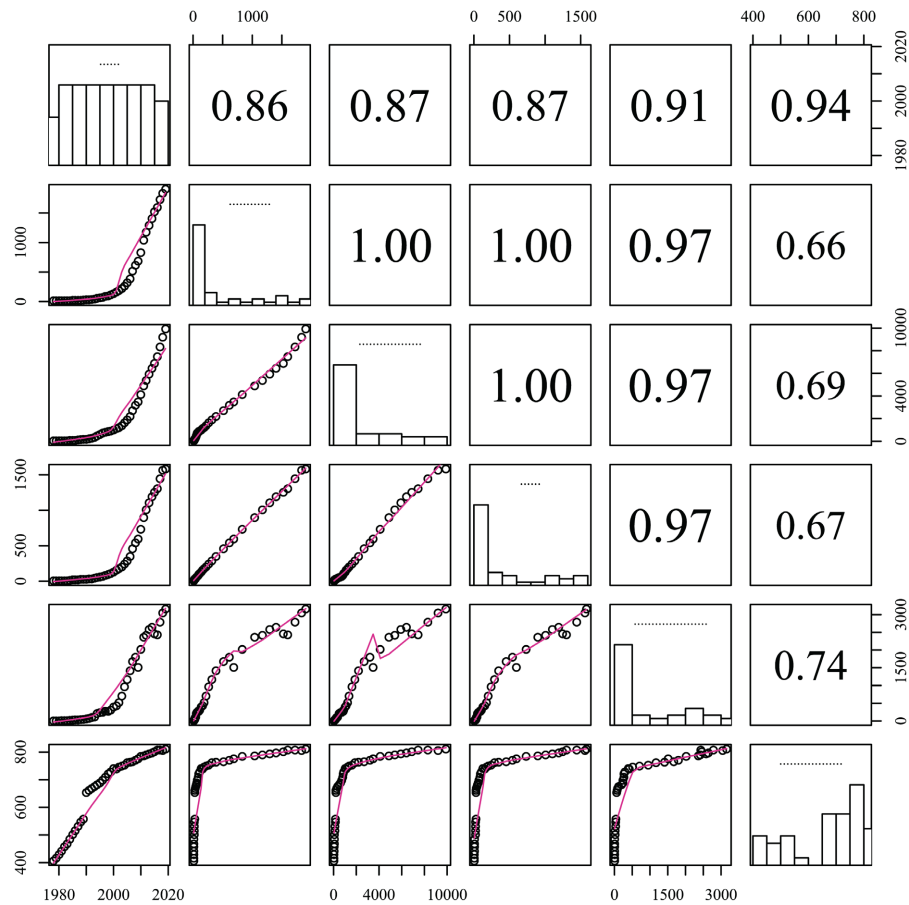 0 1000
0 500 1500
400 600 800
......
0.86 0.87 0.87 0.91 0.94
1980 2000 2020
0 1000
.............
1.00 1.00 0.97 0.66
....................
1.00 0.97 0.69
0 4000 10000
0 500 1500
.......
0.97 0.67
.......................
0.74
0 1500 3000
400 600 800
....................
1980 2000 2020
0 4000 10000
0 1500 3000